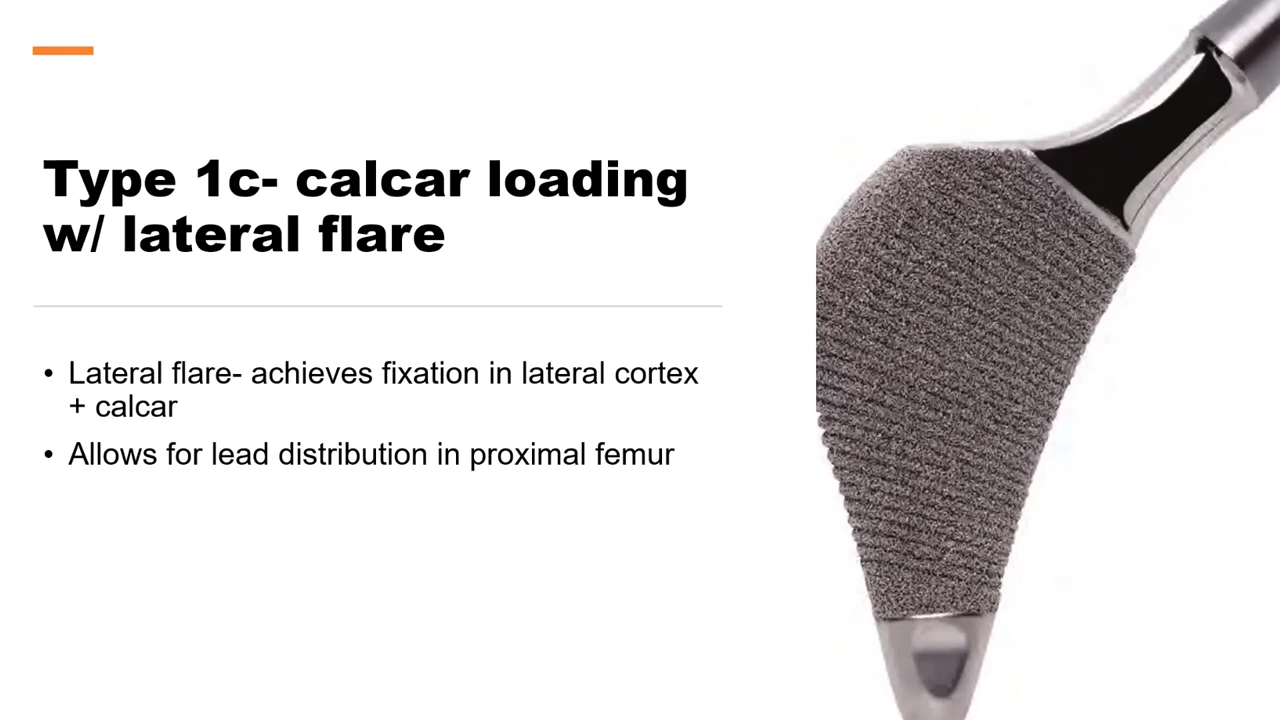 Type 1c- calcar loading
w/ lateral flare
• Lateral flare- achieves fixation in lateral cortex
+ calcar
• Allows for lead distribution in proximal femur